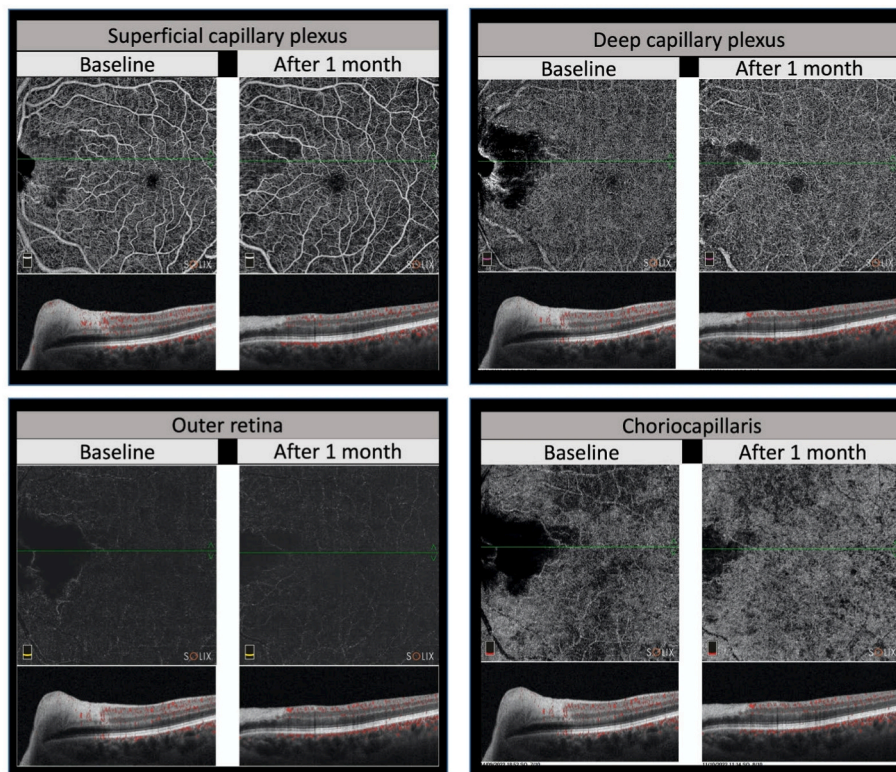 Superficial capillary plexus
Baseline
After 1 month
SOLIX
SOLIX
Deep capillary plexus
Baseline
After 1 month
SOLIX
SOLIX
Outer retina
Baseline
After 1 month
SOLIX
SOLIX
Choriocapillaris
Baseline
After 1 month
SOLIX
SOLIX